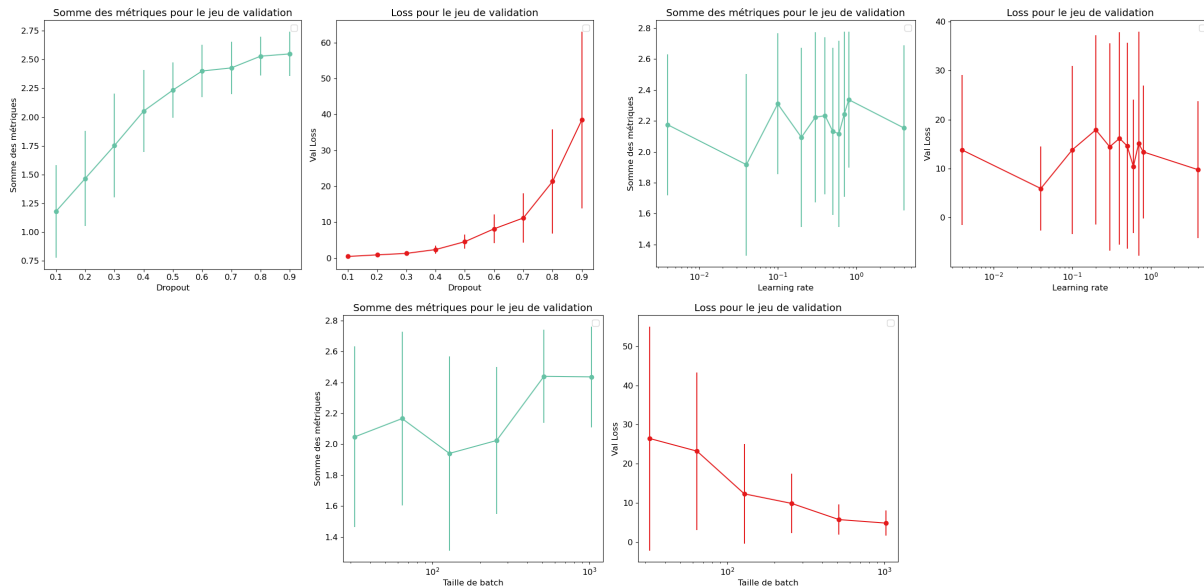 Somme des métriques pour le jeu de validation
Somme des métriques
2.75
2.50
2.25
2.00
1.75
1.50
1.25
1.00
0.75
0.1 0.2 0.3 0.4 0.5 0.6 0.7 0.8 0.9
Dropout
Loss pour le jeu de validation
Val Loss
60
50
40
30
20
10
0
0.1 0.2 0.3 0.4 0.5 0.6 0.7 0.8 0.9
Dropout
Somme des métriques pour le jeu de validation
Somme des métriques
2.8
2.6
2.4
2.2
2.0
1.8
1.6
1.4
10⁻² 10⁻¹ 10⁰
Learning rate
Loss pour le jeu de validation
Val Loss
40
30
20
10
0
10⁻² 10⁻¹ 10⁰
Learning rate
Somme des métriques pour le jeu de validation
Somme des métriques
2.8
2.6
2.4
2.2
2.0
1.8
1.6
1.4
10² 10³
Taille de batch
Loss pour le jeu de validation
Val Loss
50
40
30
20
10
0
10² 10³
Taille de batch